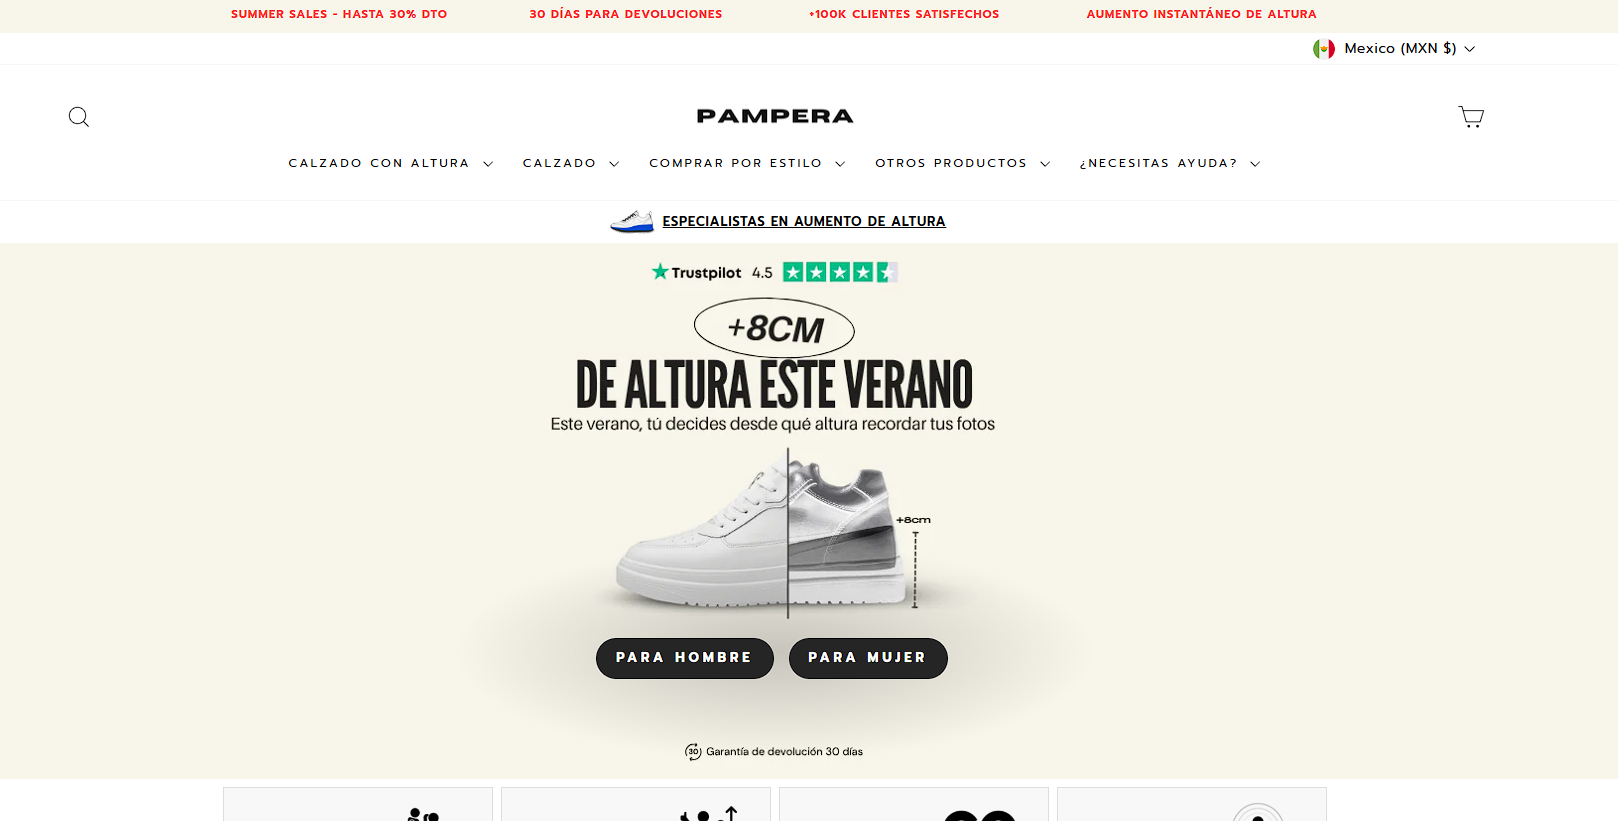 SUMMER SALES - HASTA 30% DTO
30 DÍAS PARA DEVOLUCIONES
+100K CLIENTES SATISFECHOS
AUMENTO INSTANTÁNEO DE ALTURA
Mexico (MXN $)
PAMPERA
CALZADO CON ALTURA
CALZADO
COMPRAR POR ESTILO
OTROS PRODUCTOS
¿NECESITAS AYUDA?
ESPECIALISTAS EN AUMENTO DE ALTURA
Trustpilot 4.5
+8CM
DE ALTURA ESTE VERANO
Este verano, tú decides desde qué altura recordar tus fotos
+8cm
PARA HOMBRE
PARA MUJER
30 Garantía de devolución 30 días